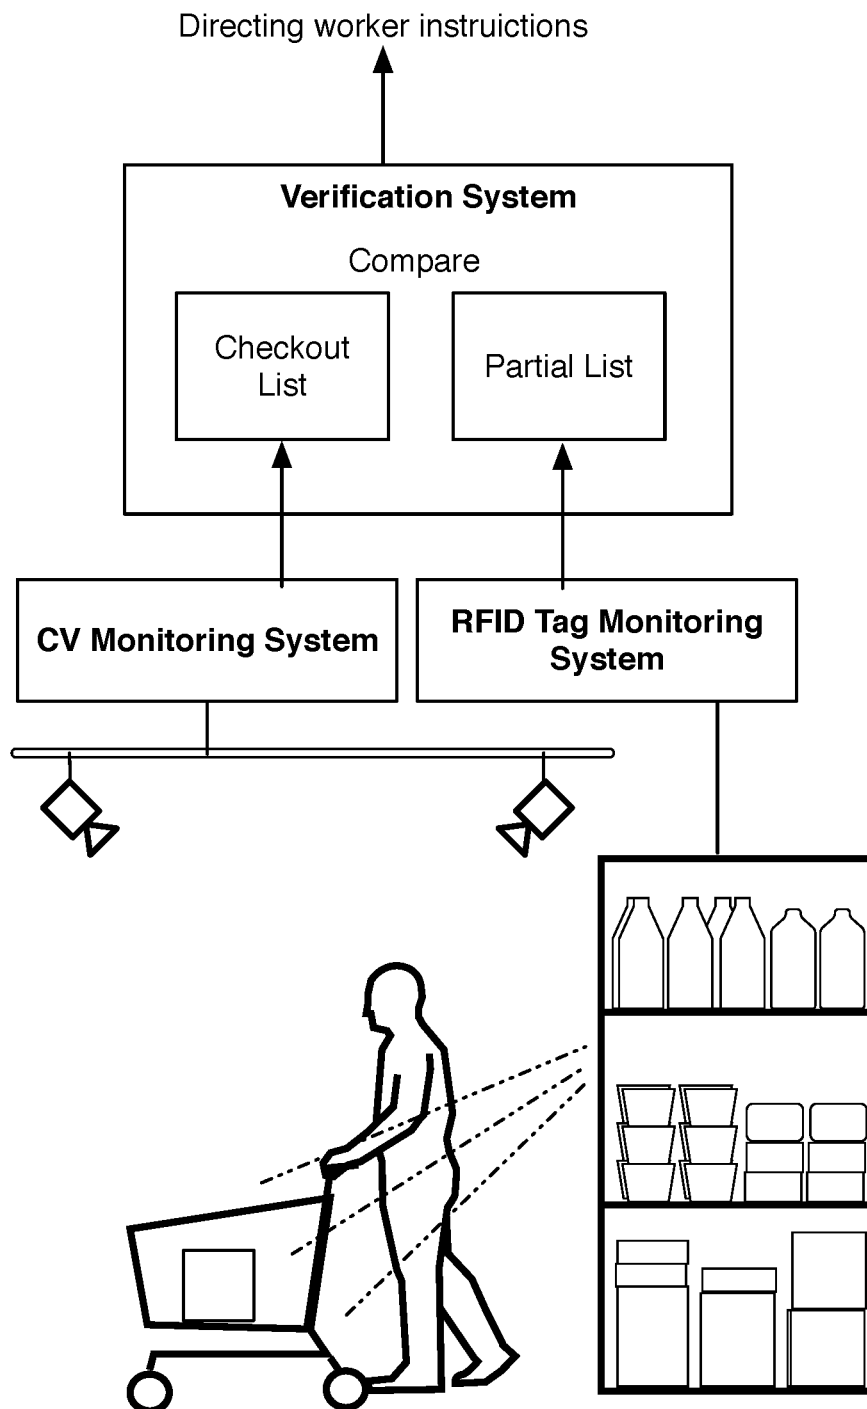 Directing worker instruictions
Verification System
Compare
Checkout
List
Partial List
CV Monitoring System
RFID Tag Monitoring
System